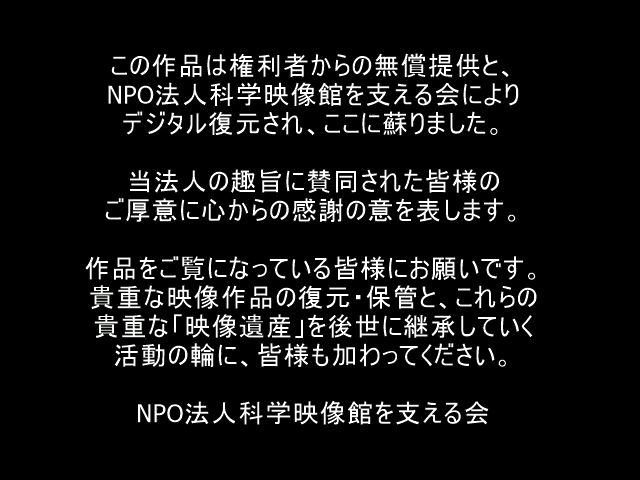 この作品は権利者からの無償提供と、
NPO法人科学映像館を支える会により
デジタル復元され、ここに蘇りました。
当法人の趣旨に賛同された皆様の
ご厚意に心からの感謝の意を表します。
作品をご覧になっている皆様にお願いです。
貴重な映像作品の復元・保管と、これらの
貴重な「映像遺産」を後世に継承していく
活動の輪に、皆様も加わってください。
NPO法人科学映像館を支える会